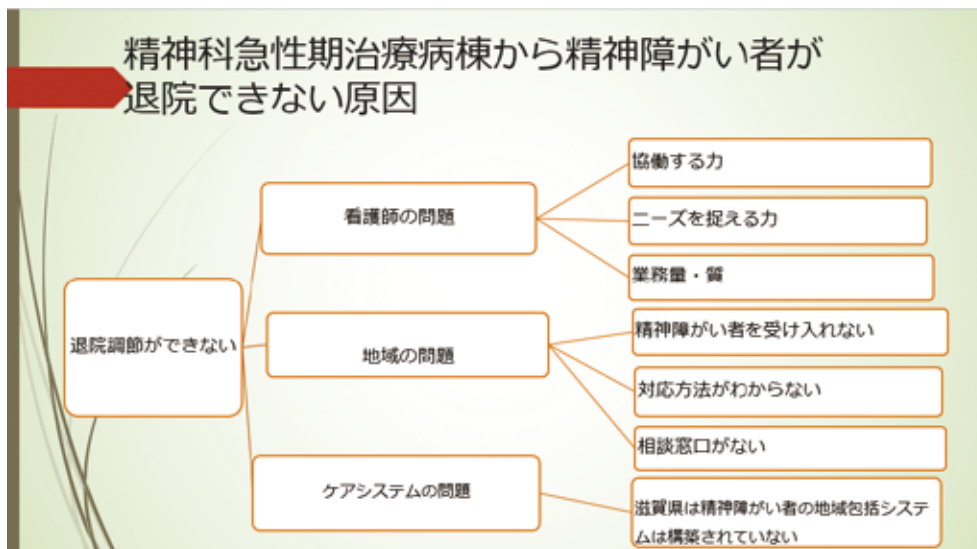 精神科急性期治療病棟から精神障がい者が
退院できない原因
退院調節ができない
看護師の問題
協働する力
ニーズを捉える力
業務量・質
地域の問題
精神障がい者を受け入れない
対応方法がわからない
相談窓口がない
ケアシステムの問題
滋賀県は精神障がい者の地域包括システ
ムは構築されていない